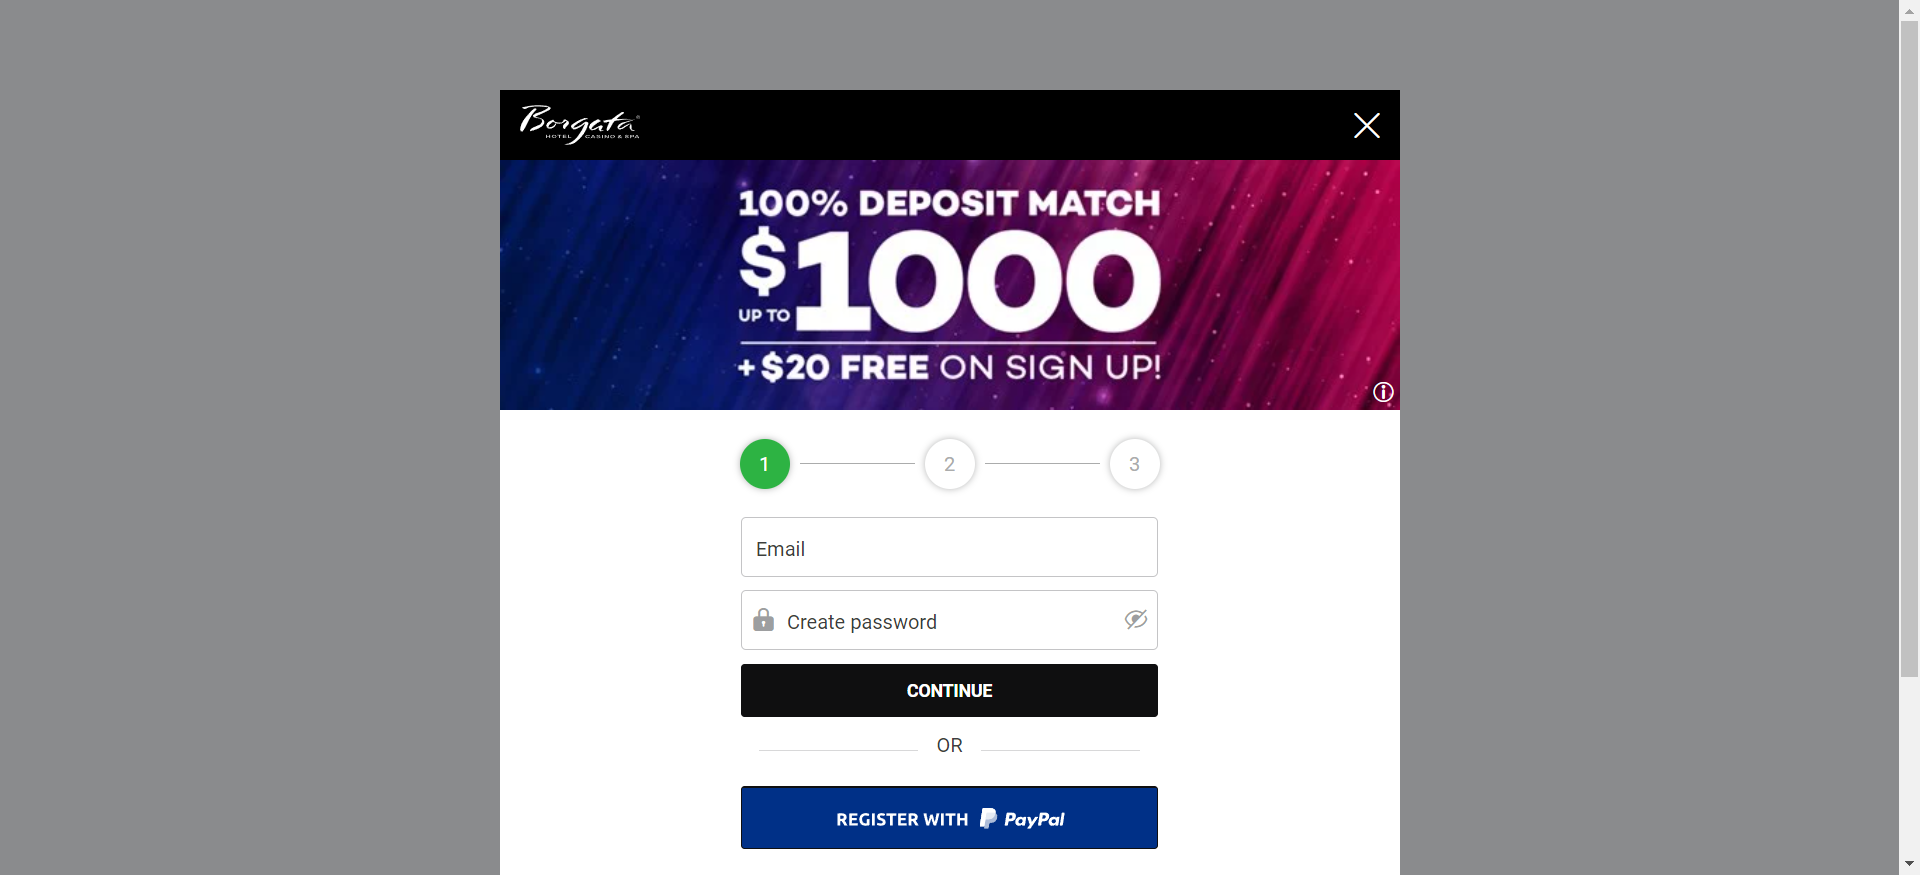 Borgata
HOTEL CASINO & SPA
100% DEPOSIT MATCH
$1000
UP TO
+ $20 FREE ON SIGN UP!
1
2
3
Email
Create password
CONTINUE
OR
REGISTER WITH PayPal